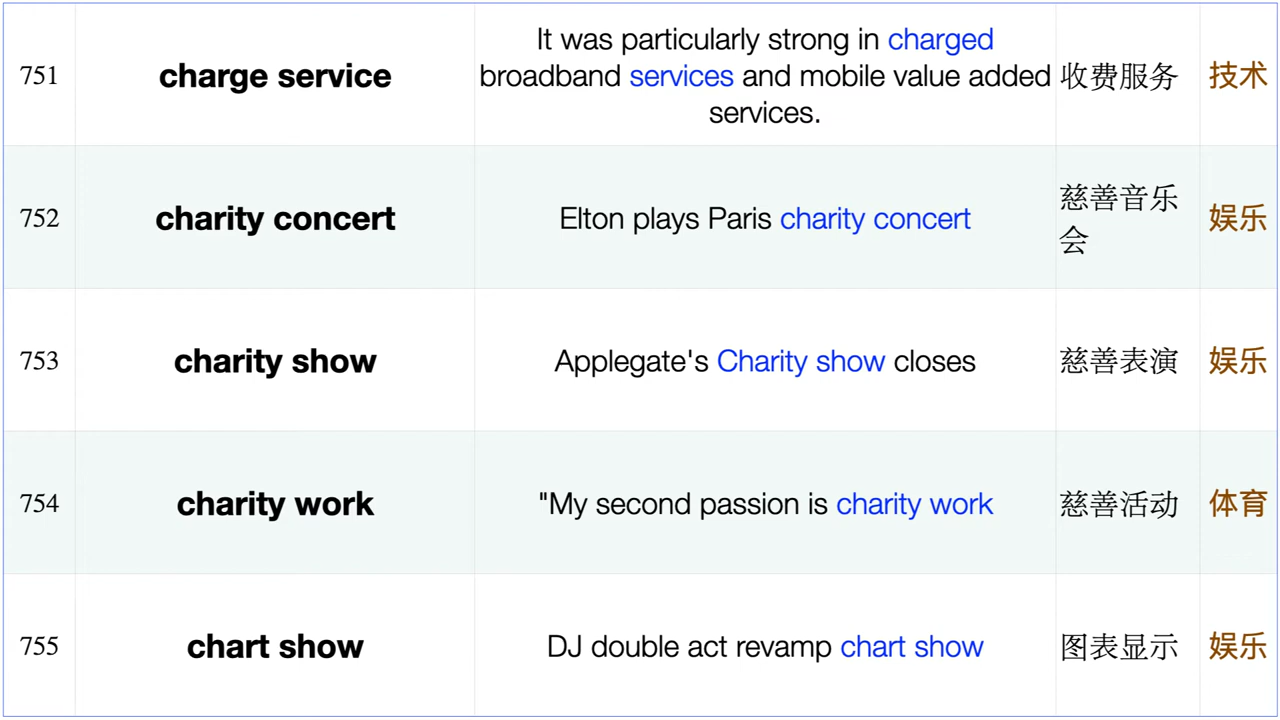 751
charge service
It was particularly strong in charged
broadband services and mobile value added
services.
收费服务
技术
752
charity concert
Elton plays Paris charity concert
慈善音乐
会
娱乐
753
charity show
Applegate's Charity show closes
慈善表演
娱乐
754
charity work
"My second passion is charity work
慈善活动
体育
755
chart show
DJ double act revamp chart show
图表显示
娱乐